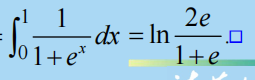 = ∫₀¹ 1/(1+eˣ) dx = ln 2e/(1+e) .□